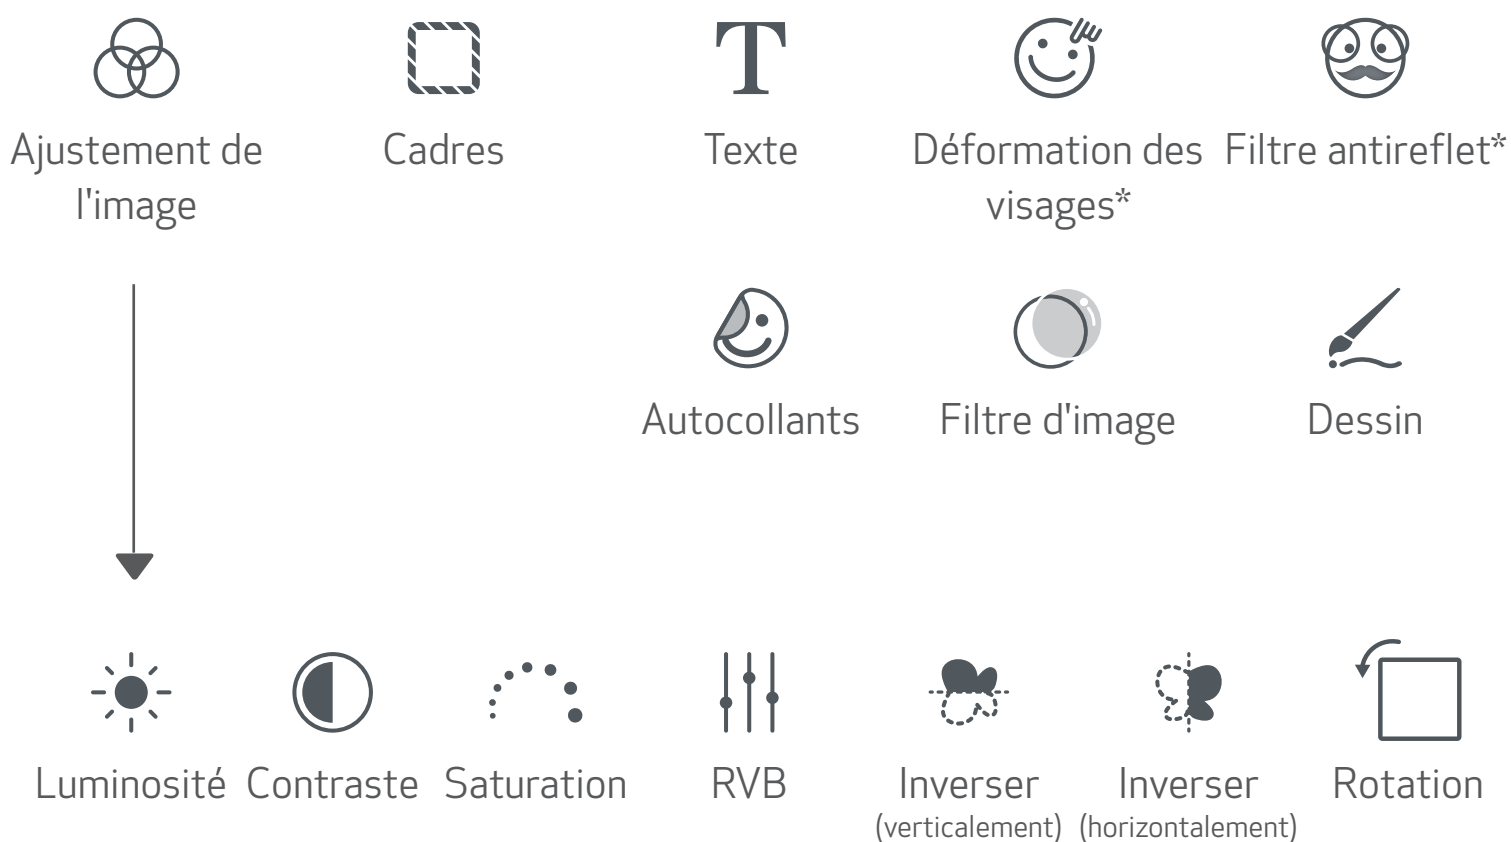 T
Ajustement de
l'image
Cadres
Texte
Déformation des
visages*
Filtre antireflet*
Autocollants
Filtre d'image
Dessin
Luminosité
Contraste
Saturation
RVB
Inverser
(verticalement)
Inverser
(horizontalement)
Rotation